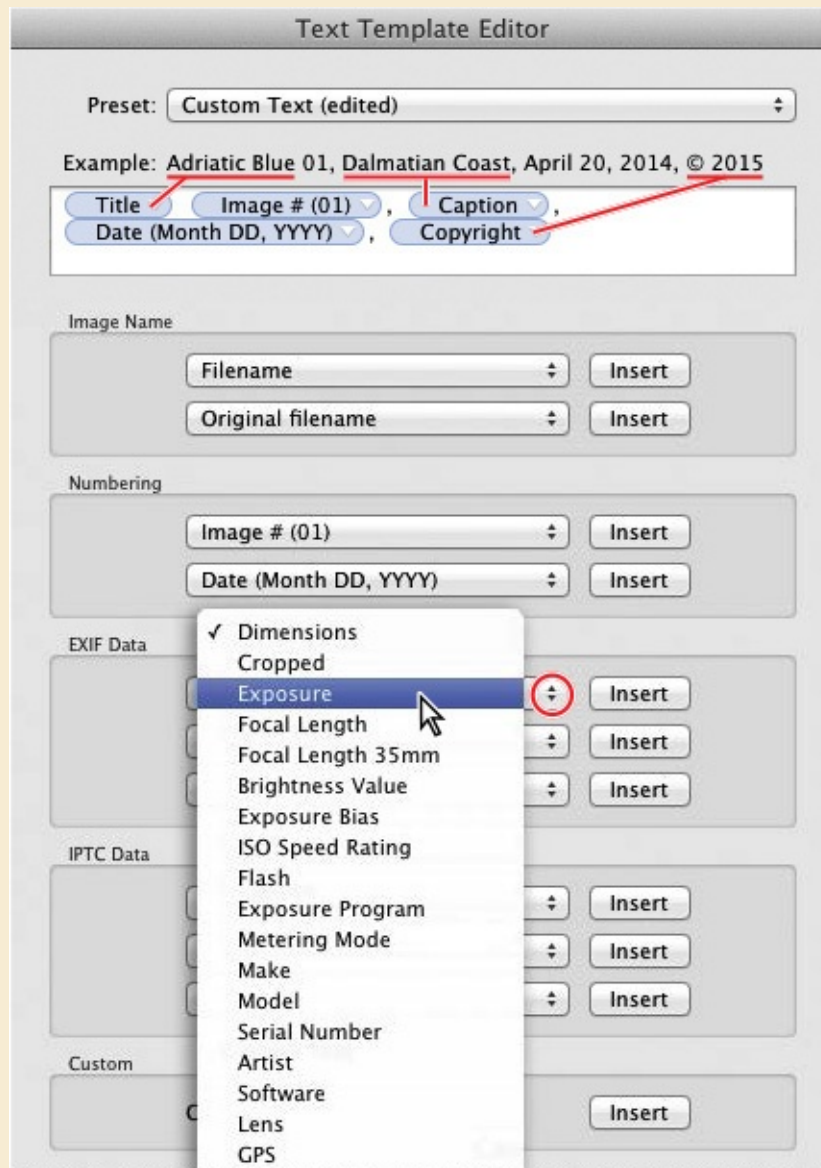 Text Template Editor
Preset: Custom Text (edited)
Example: Adriatic Blue 01, Dalmatian Coast, April 20, 2014, © 2015
Title Image # (01) , Caption ,
Date (Month DD, YYYY) , Copyright
Image Name
Filename Insert
Original filename Insert
Numbering
Image # (01) Insert
Date (Month DD, YYYY) Insert
✓ Dimensions
EXIF Data
Cropped
Exposure Insert
Focal Length
Insert
Focal Length 35mm
Brightness Value Insert
Exposure Bias
ISO Speed Rating
IPTC Data
Flash
Exposure Program Insert
Metering Mode Insert
Make
Model Insert
Serial Number
Custom
Artist
Software
C Insert
Lens
GPS